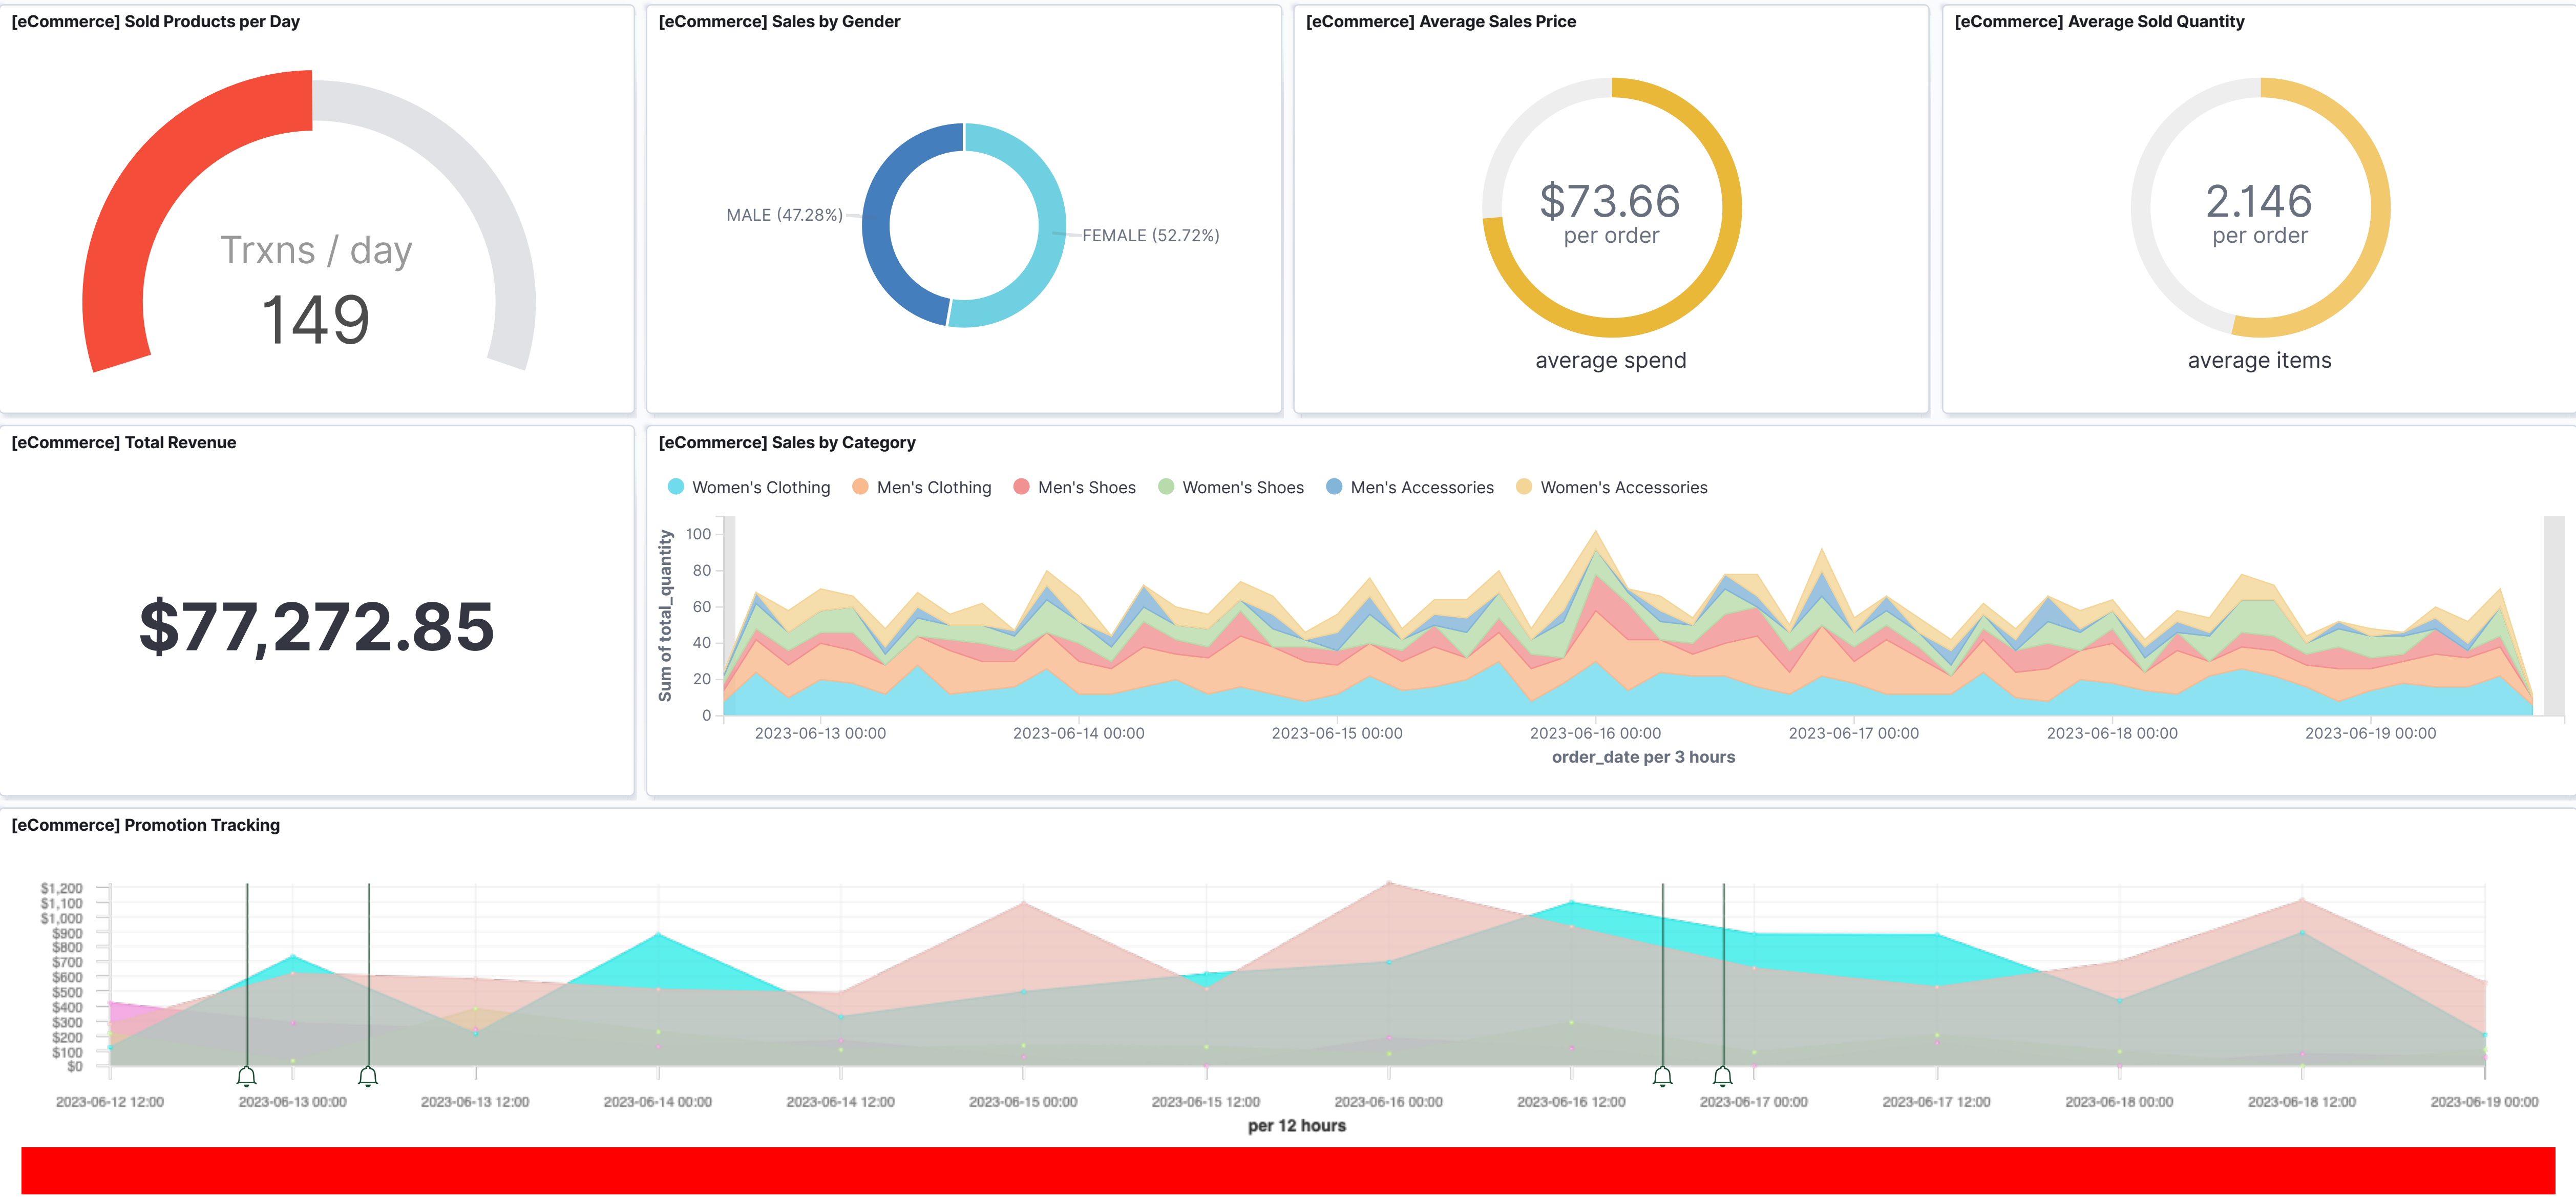 [eCommerce] Sold Products per Day
Trxns / day
149
[eCommerce] Sales by Gender
MALE (47.28%)
FEMALE (52.72%)
[eCommerce] Average Sales Price
$73.66
per order
average spend
[eCommerce] Average Sold Quantity
2.146
per order
average items
[eCommerce] Total Revenue
$77,272.85
[eCommerce] Sales by Category
Women's Clothing Men's Clothing Men's Shoes Women's Shoes Men's Accessories Women's Accessories
Sum of total_quantity
100
80
60
40
20
0
2023-06-13 00:00 2023-06-14 00:00 2023-06-15 00:00 2023-06-16 00:00 2023-06-17 00:00 2023-06-18 00:00 2023-06-19 00:00
order_date per 3 hours
[eCommerce] Promotion Tracking
$1,200
$1,100
$1,000
$900
$800
$700
$600
$500
$400
$300
$200
$100
$0
2023-06-12 12:00 2023-06-13 00:00 2023-06-13 12:00 2023-06-14 00:00 2023-06-14 12:00 2023-06-15 00:00 2023-06-15 12:00 2023-06-16 00:00 2023-06-16 12:00 2023-06-17 00:00 2023-06-17 12:00 2023-06-18 00:00 2023-06-18 12:00 2023-06-19 00:00
per 12 hours